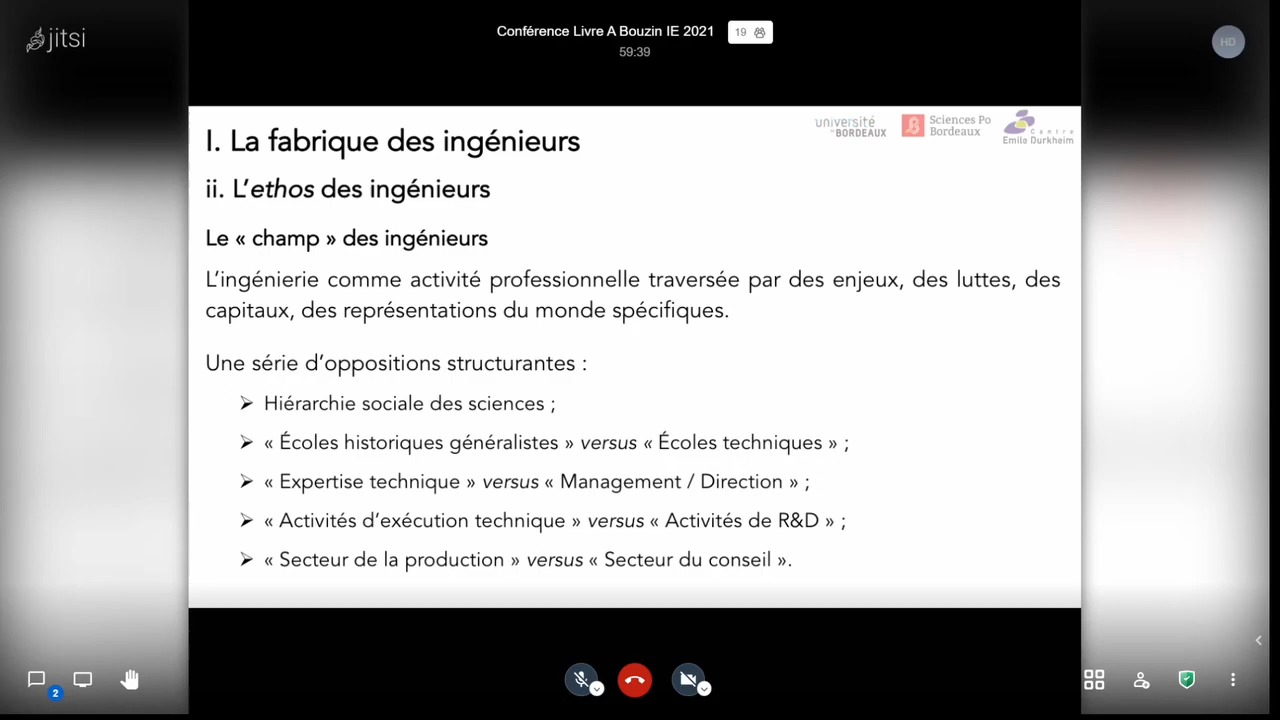 jitsi
Conférence Livre A Bouzin IE 2021
19
59:39
HD
I. La fabrique des ingénieurs
université
de BORDEAUX
Sciences Po
Bordeaux
Centre
Emile Durkheim
ii. L’ethos des ingénieurs
Le « champ » des ingénieurs
L’ingénierie comme activité professionnelle traversée par des enjeux, des luttes, des
capitaux, des représentations du monde spécifiques.
Une série d’oppositions structurantes :
➢ Hiérarchie sociale des sciences ;
➢ « Écoles historiques généralistes » versus « Écoles techniques » ;
➢ « Expertise technique » versus « Management / Direction » ;
➢ « Activités d’exécution technique » versus « Activités de R&D » ;
➢ « Secteur de la production » versus « Secteur du conseil ».
2